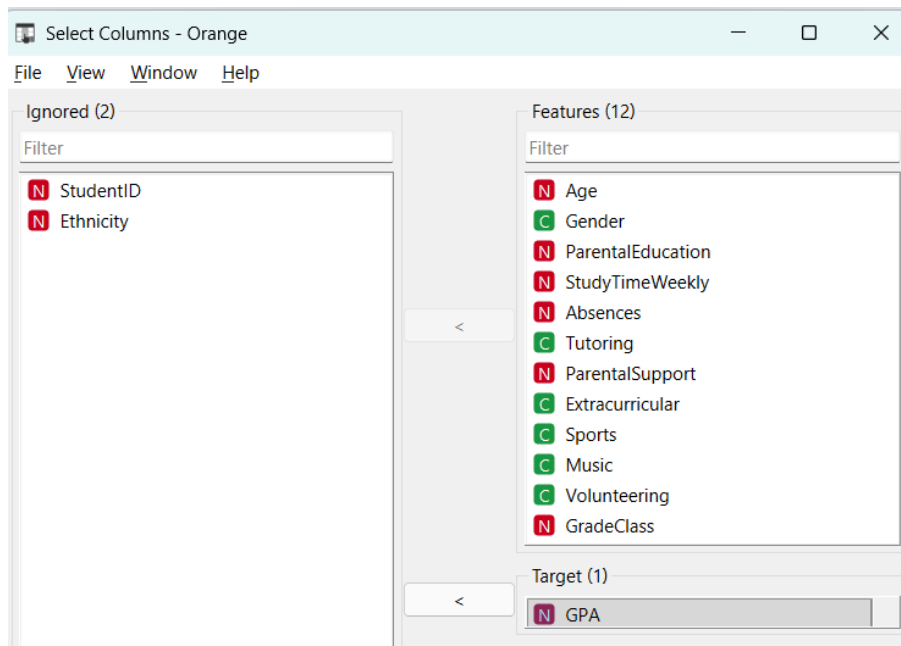 Select Columns - Orange
File View Window Help
Ignored (2)
Filter
N StudentID
N Ethnicity
<
<
Features (12)
Filter
N Age
C Gender
N ParentalEducation
N StudyTimeWeekly
N Absences
C Tutoring
N ParentalSupport
C Extracurricular
C Sports
C Music
C Volunteering
N GradeClass
Target (1)
N GPA